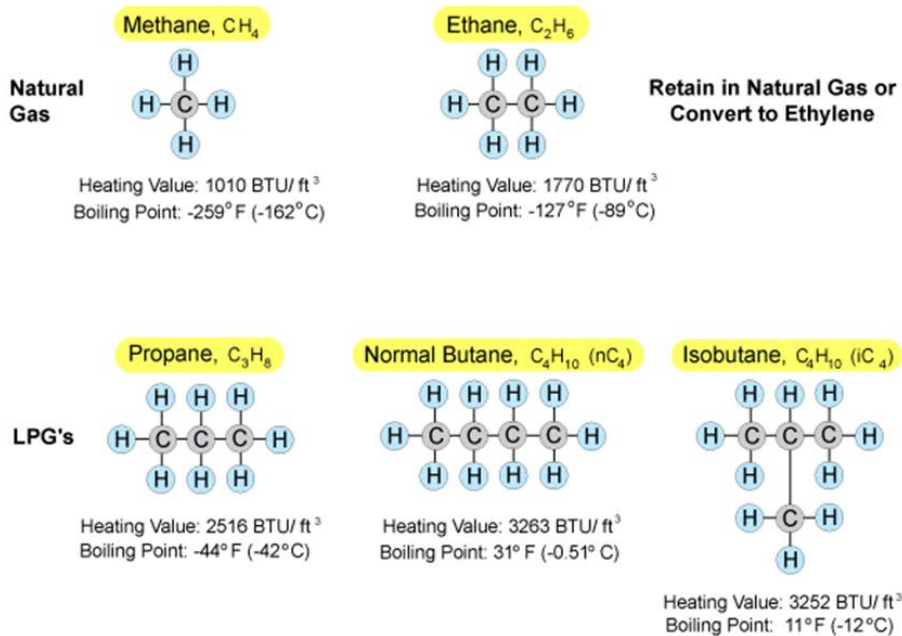 Methane, CH₄
Ethane, C₂H₆
Natural
Gas
H
H C H
H
H H
H C C H
H H
Retain in Natural Gas or
Convert to Ethylene
Heating Value: 1010 BTU/ ft³
Boiling Point: -259°F (-162°C)
Heating Value: 1770 BTU/ ft³
Boiling Point: -127°F (-89°C)
Propane, C₃H₈
Normal Butane, C₄H₁₀ (nC₄)
Isobutane, C₄H₁₀ (iC₄)
LPG's
H H H
H C C C H
H H H
Heating Value: 2516 BTU/ ft³
Boiling Point: -44°F (-42°C)
H H H H
H C C C C H
H H H H
Heating Value: 3263 BTU/ ft³
Boiling Point: 31° F (-0.51° C)
H H H
H C C C H
H H
H C H
H
Heating Value: 3252 BTU/ ft³
Boiling Point: 11°F (-12°C)